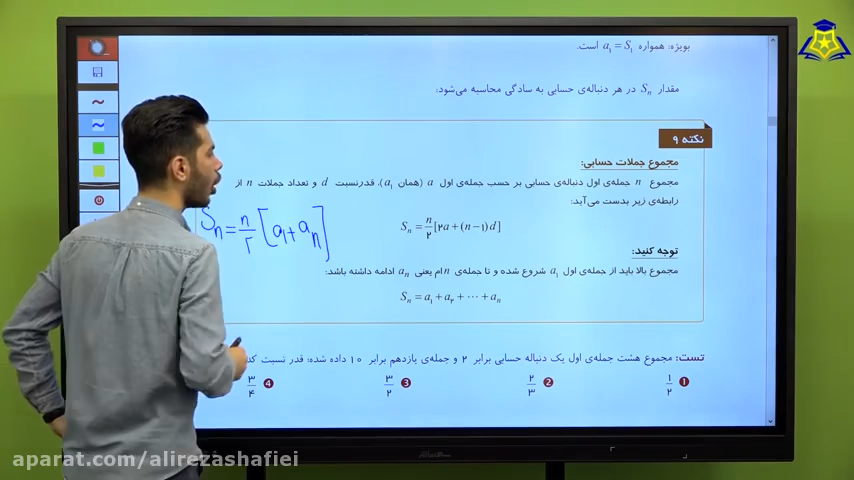 بویژه: همواره a₁ = S₁ است.
مقدار Sₙ در هر دنباله‌ی حسابی به سادگی محاسبه می‌شود:
نکته ۹
مجموع جملات حسابی:
مجموع n جمله‌ی اول دنباله‌ی حسابی بر حسب جمله‌ی اول a (همان a₁)، قدرنسبت d و تعداد جملات n از
رابطه‌ی زیر بدست می‌آید:
Sₙ = n/۲ [۲a + (n − ۱)d]
Sₙ = n/۲ [a₁ + aₙ]
توجه کنید:
مجموع بالا باید از جمله‌ی اول a₁ شروع شده و تا جمله‌ی nام یعنی aₙ ادامه داشته باشد:
Sₙ = a₁ + a₂ + ⋯ + aₙ
تست: مجموع هشت جمله‌ی اول یک دنباله حسابی برابر ۲ و جمله‌ی یازدهم برابر ۱۰ داده شده؛ قدر نسبت
❶ ۱/۲ ❷ ۲/۳ ❸ ۳/۲ ❹ ۳/۴
aparat.com/alirezashafiei